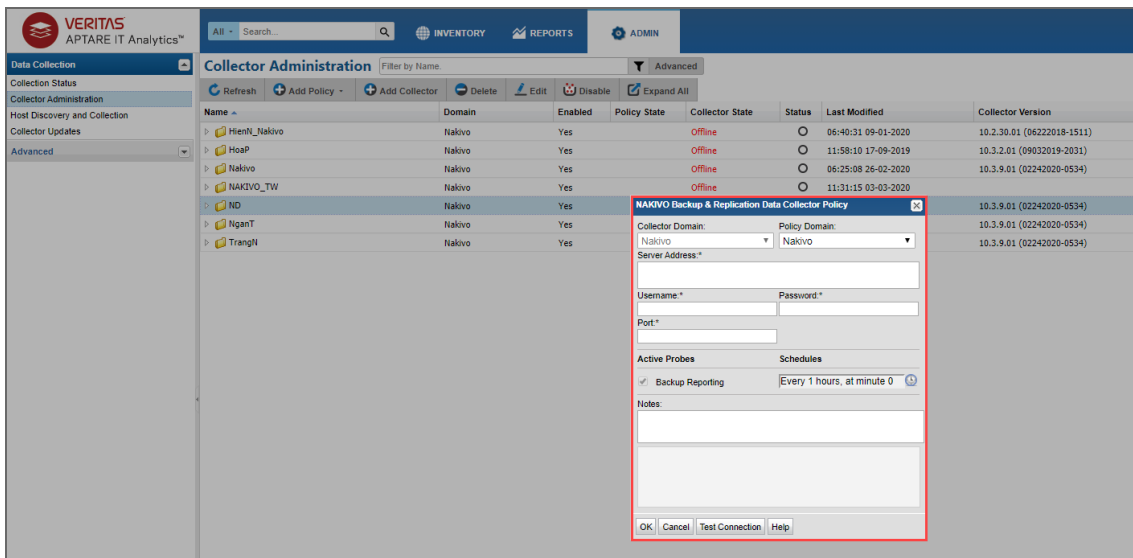 VERITAS
APTARE IT Analytics™
All Search...
INVENTORY
REPORTS
ADMIN
Data Collection
Collection Status
Collector Administration
Host Discovery and Collection
Collector Updates
Advanced
Collector Administration Filter by Name. Advanced
Refresh Add Policy Add Collector Delete Edit Disable Expand All
Name Domain Enabled Policy State Collector State Status Last Modified Collector Version
HienN_Nakivo Nakivo Yes Offline 06:40:31 09-01-2020 10.2.30.01 (06222018-1511)
HoaP Nakivo Yes Offline 11:58:10 17-09-2019 10.3.2.01 (09032019-2031)
Nakivo Nakivo Yes Offline 06:25:08 26-02-2020 10.3.9.01 (02242020-0534)
NAKIVO_TW Nakivo Yes Offline 11:31:15 03-03-2020
ND Nakivo Yes 10.3.9.01 (02242020-0534)
NganT Nakivo Yes 10.3.9.01 (02242020-0534)
TrangN Nakivo Yes 10.3.9.01 (02242020-0534)
NAKIVO Backup & Replication Data Collector Policy
Collector Domain: Policy Domain:
Nakivo Nakivo
Server Address:*
Username:* Password:*
Port:*
Active Probes Schedules
Backup Reporting Every 1 hours, at minute 0
Notes:
OK Cancel Test Connection Help